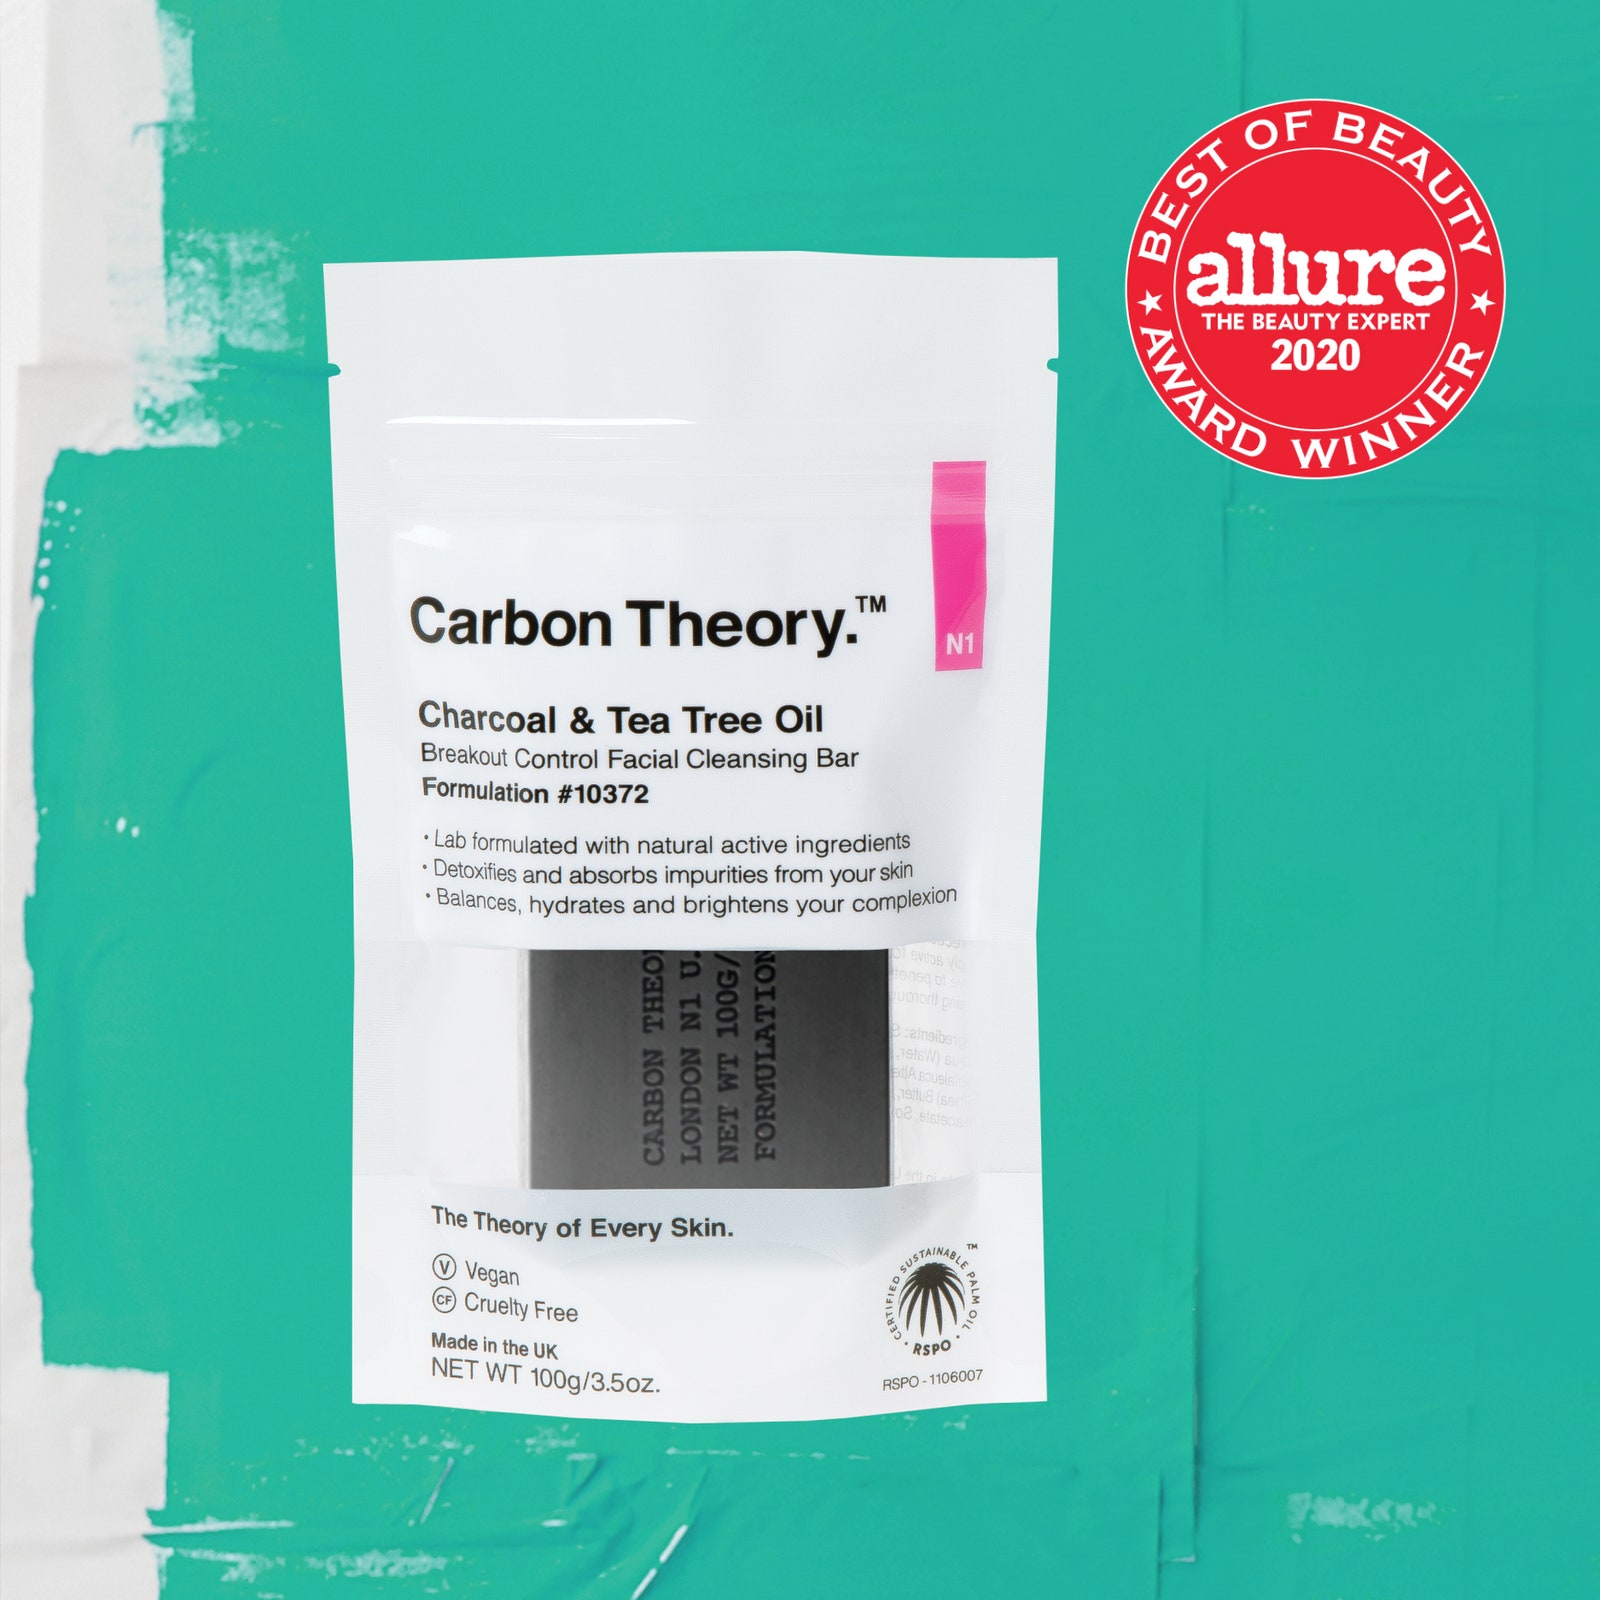 BEST OF BEAUTY
allure
THE BEAUTY EXPERT
2020
AWARD WINNER
N1
Carbon Theory.™
Charcoal & Tea Tree Oil
Breakout Control Facial Cleansing Bar
Formulation #10372
• Lab formulated with natural active ingredients
• Detoxifies and absorbs impurities from your skin
• Balances, hydrates and brightens your complexion
CARBON THEO
LONDON N1 U.
NET WT 100G/
FORMULATION
The Theory of Every Skin.
V Vegan
CF Cruelty Free
Made in the UK
NET WT 100g/3.5oz.
CERTIFIED SUSTAINABLE PALM OIL ™
• RSPO •
RSPO - 1106007